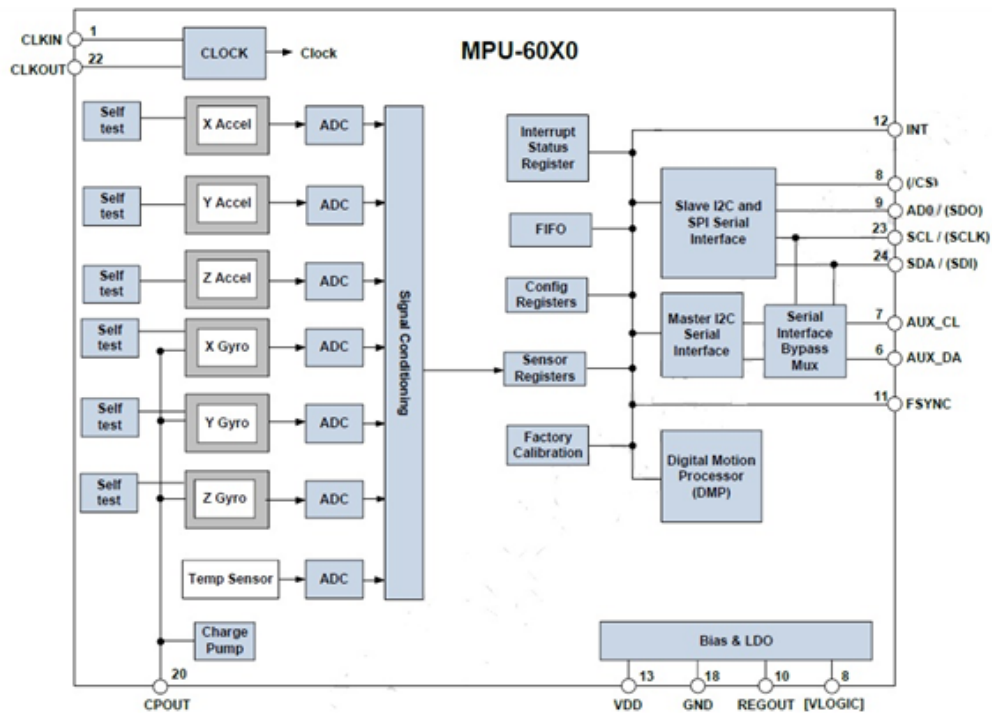 MPU-60X0
CLKIN
1
CLKOUT
22
CLOCK
Clock
Self
test
X Accel
ADC
Self
test
Y Accel
ADC
Self
test
Z Accel
ADC
Self
test
X Gyro
ADC
Self
test
Y Gyro
ADC
Self
test
Z Gyro
ADC
Temp Sensor
ADC
Signal Conditioning
Charge
Pump
20
CPOUT
Interrupt
Status
Register
FIFO
Config
Registers
Sensor
Registers
Factory
Calibration
Slave I2C and
SPI Serial
Interface
Master I2C
Serial
Interface
Serial
Interface
Bypass
Mux
Digital Motion
Processor
(DMP)
12
INT
8
(/CS)
9
AD0 / (SDO)
23
SCL / (SCLK)
24
SDA / (SDI)
7
AUX_CL
6
AUX_DA
11
FSYNC
Bias & LDO
13
18
10
8
VDD
GND
REGOUT
[VLOGIC]